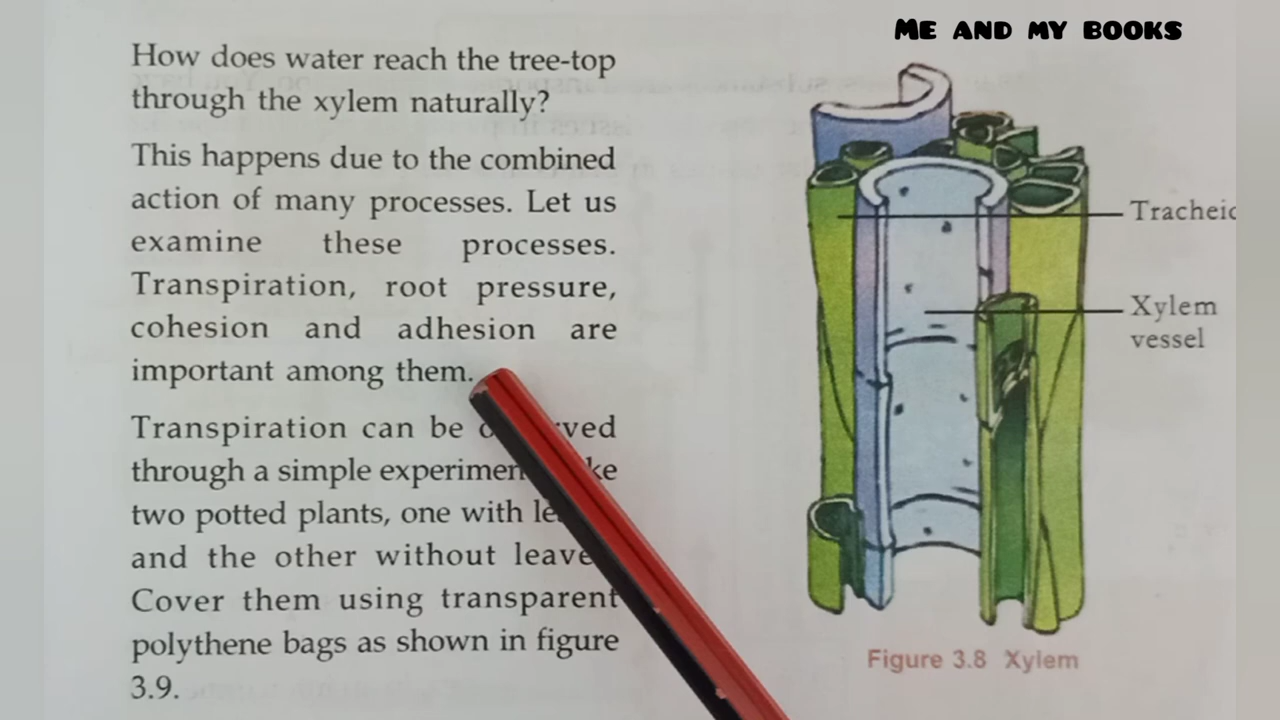 ME AND MY BOOKS
How does water reach the tree-top
through the xylem naturally?
This happens due to the combined
action of many processes. Let us
examine these processes.
Transpiration, root pressure,
cohesion and adhesion are
important among them.
Transpiration can be
through a simple
two potted plants, one with
and the other without
Cover them using transparent
polythene bags as shown in figure
3.9.
Tracheid
Xylem
vessel
Figure 3.8 Xylem